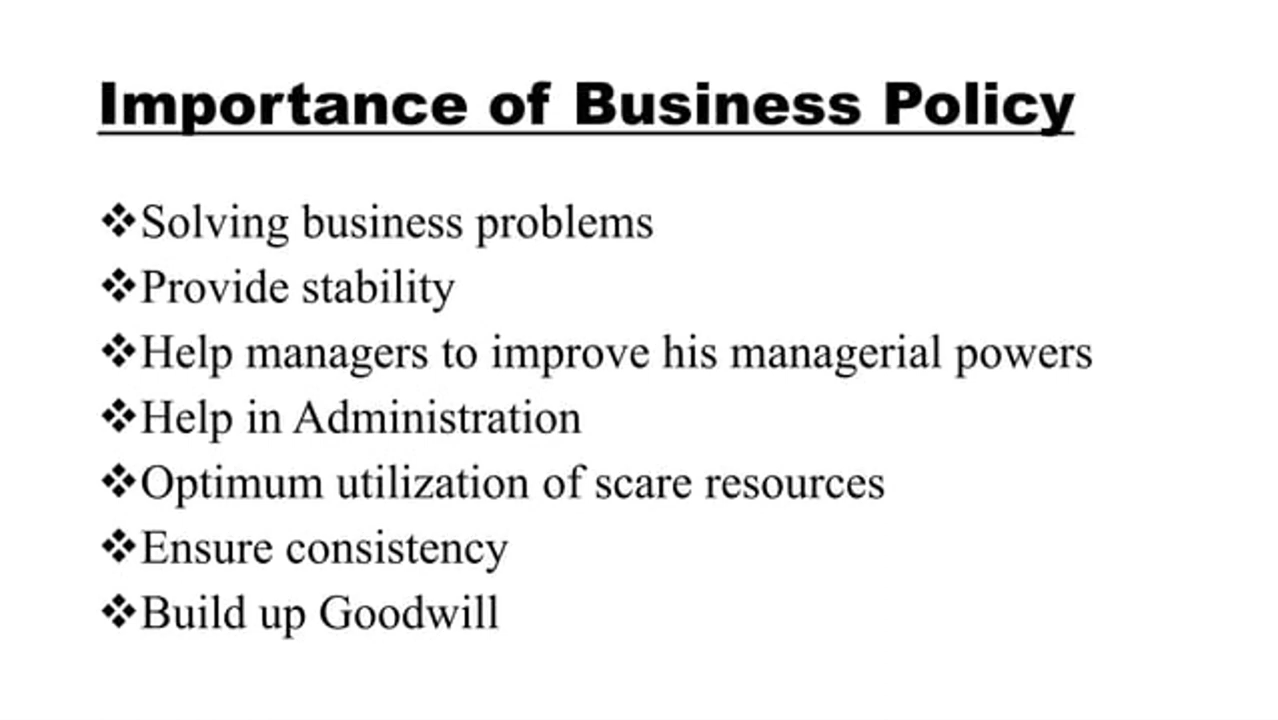 Importance of Business Policy
❖Solving business problems
❖Provide stability
❖Help managers to improve his managerial powers
❖Help in Administration
❖Optimum utilization of scare resources
❖Ensure consistency
❖Build up Goodwill